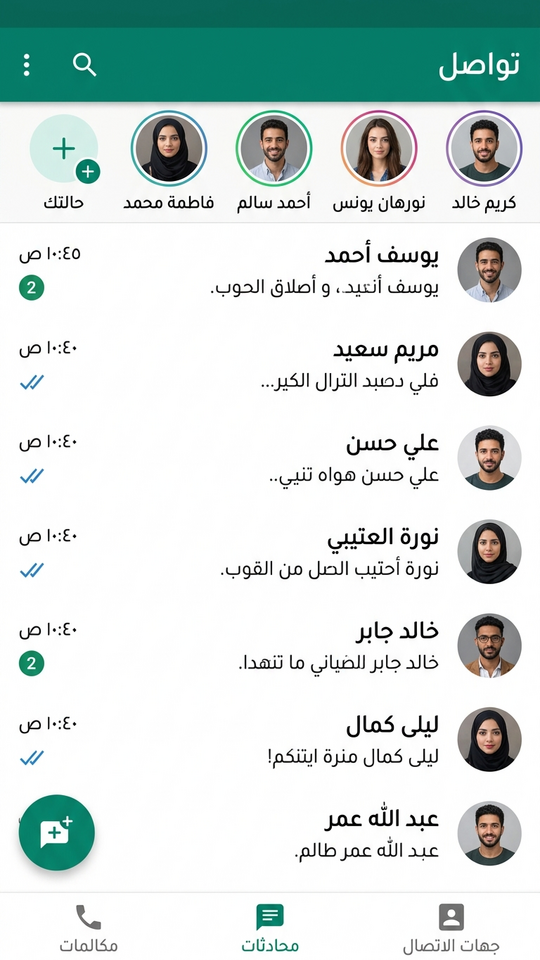 تواصل
كريم خالد
نورهان يونس
أحمد سالم
فاطمة محمد
حالتك
يوسف أحمد
١٠:٤٥ ص
يوسف أنتيد.، و أصلاق الحوب.
2
مريم سعيد
١٠:٤٠ ص
فلي دصبد الترال الكير...
علي حسن
١٠:٤٠ ص
علي حسن هواه تنيي..
نورة العتيبي
١٠:٤٠ ص
نورة أحتيب الصل من القوب.
خالد جابر
١٠:٤٠ ص
خالد جابر للضياني ما تنهدا.
2
ليلى كمال
١٠:٤٠ ص
ليلى كمال منرة ايتنكم!
عبد الله عمر
عبد الله عمر طالم.
جهات الاتصال
محادثات
مكالمات